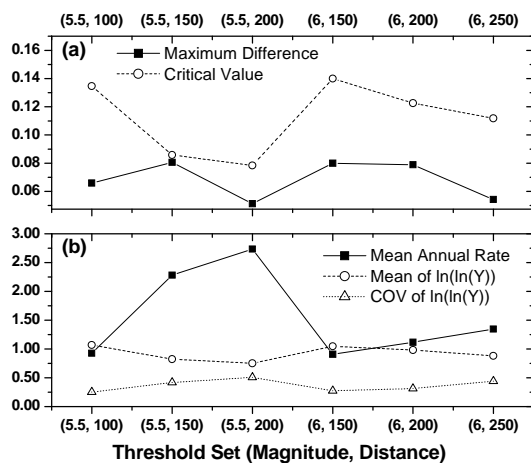 (5.5, 100) (5.5, 150) (5.5, 200) (6, 150) (6, 200) (6, 250)
0.16
(a)
Maximum Difference
0.14
Critical Value
0.12
0.10
0.08
0.06
3.00
(b)
Mean Annual Rate
2.50
Mean of ln(ln(Y))
2.00
COV of ln(ln(Y))
1.50
1.00
0.50
0.00
(5.5, 100) (5.5, 150) (5.5, 200) (6, 150) (6, 200) (6, 250)
Threshold Set (Magnitude, Distance)